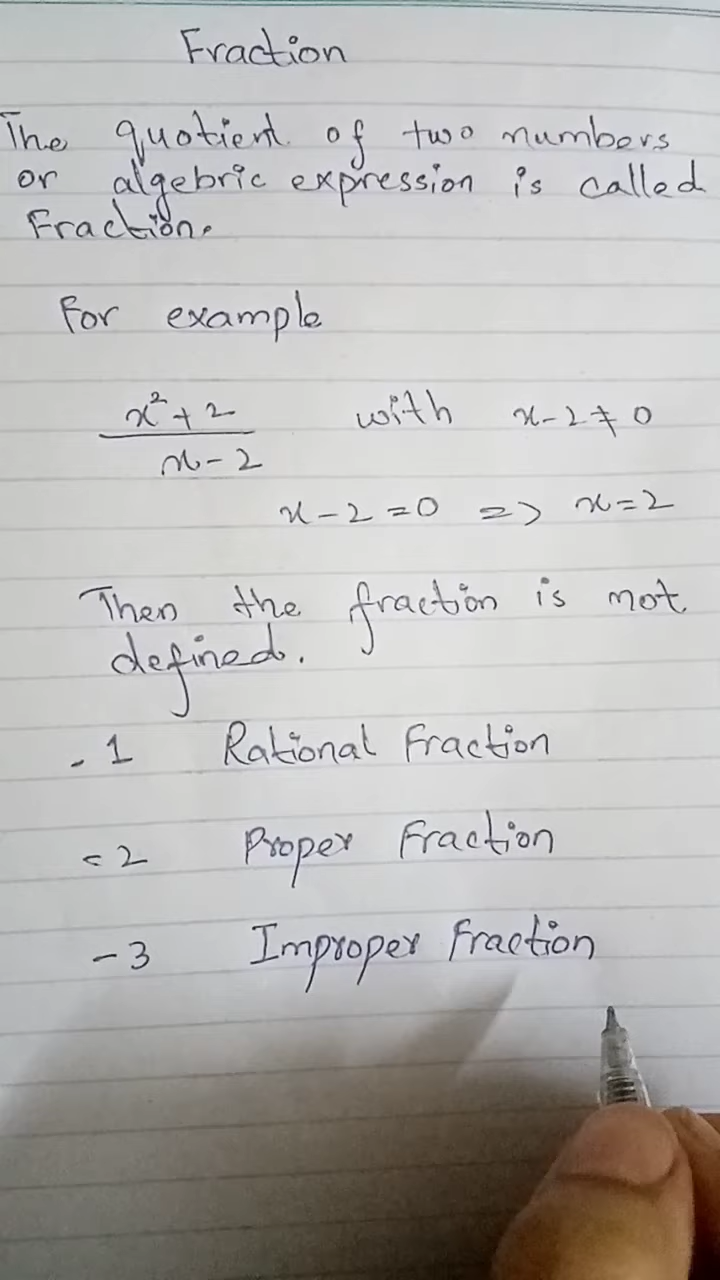 Fraction
The quotient of two numbers
or algebric expression is called
Fraction.
For example
x²+2 / x-2 with x-2≠0
x-2=0 => x=2
Then the fraction is not
defined.
-1 Rational Fraction
-2 Proper Fraction
-3 Improper Fraction